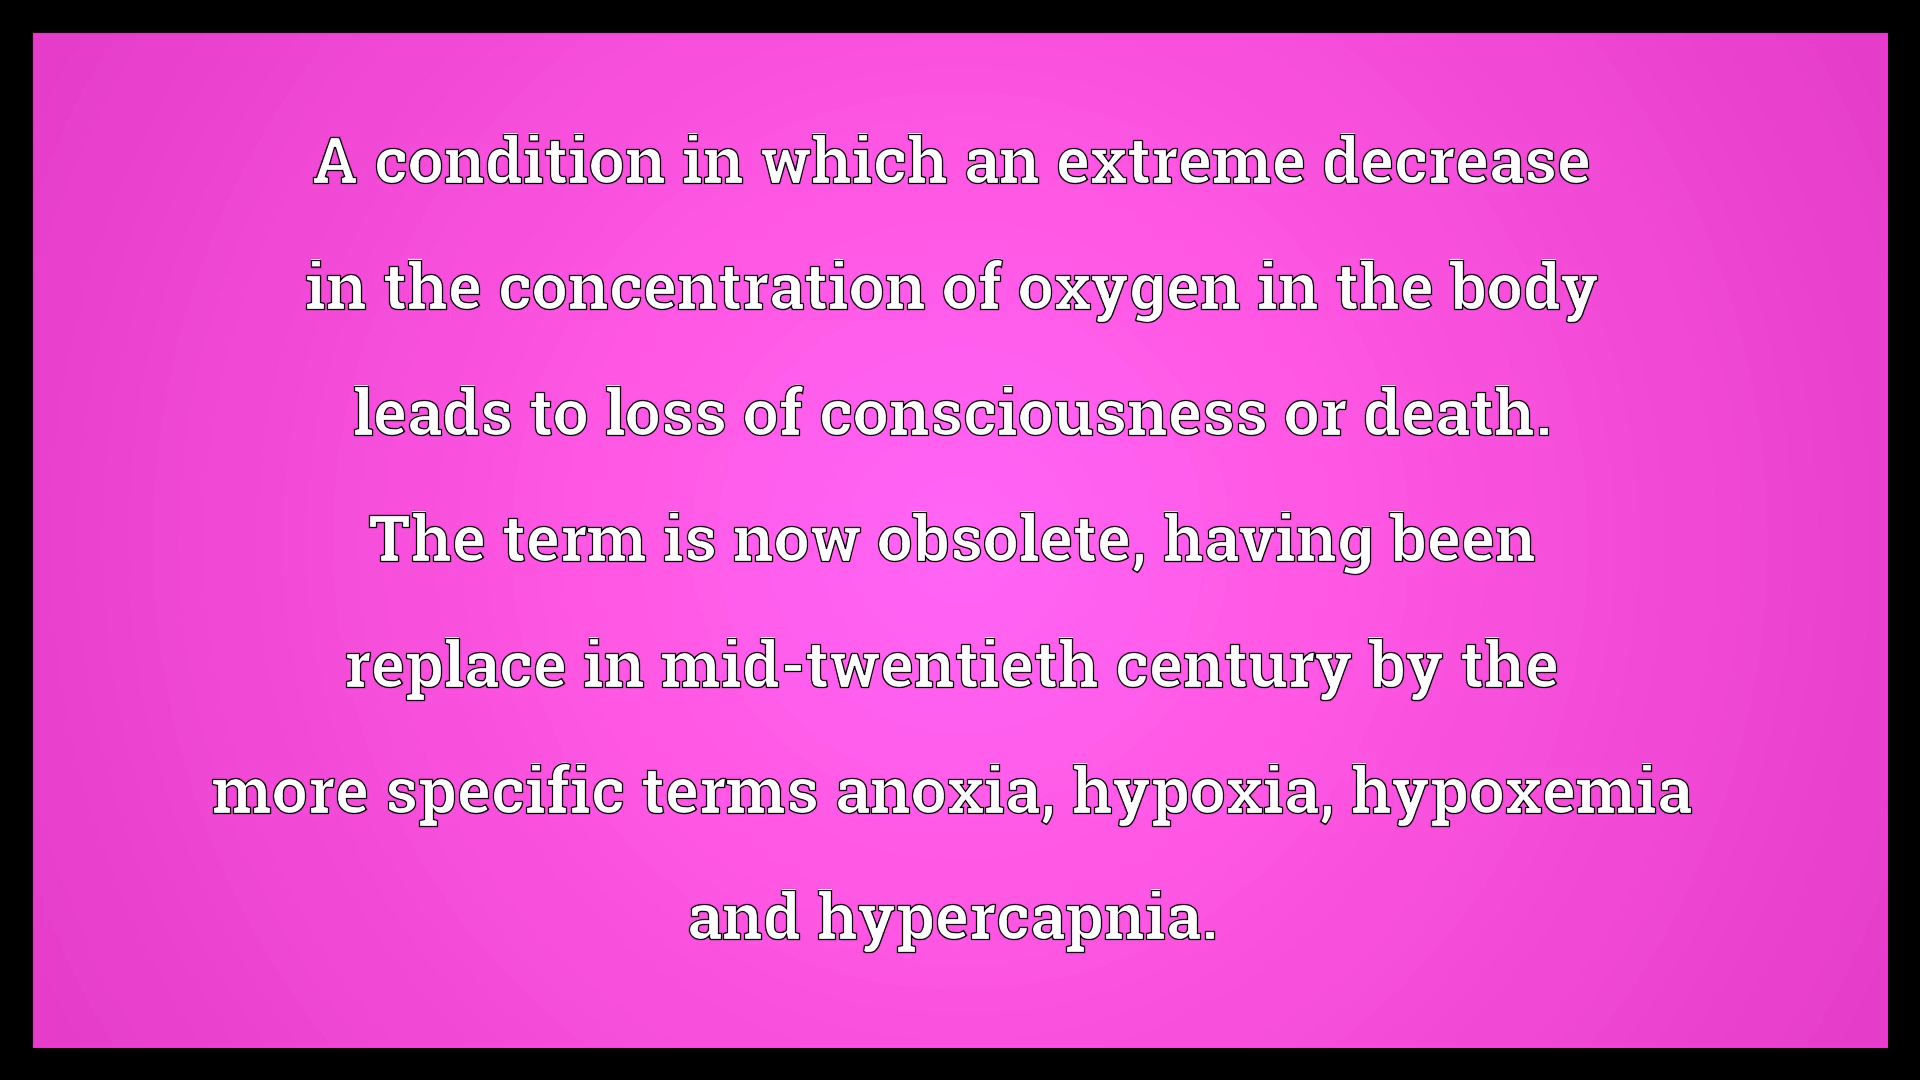 A condition in which an extreme decrease
in the concentration of oxygen in the body
leads to loss of consciousness or death.
The term is now obsolete, having been
replace in mid-twentieth century by the
more specific terms anoxia, hypoxia, hypoxemia
and hypercapnia.